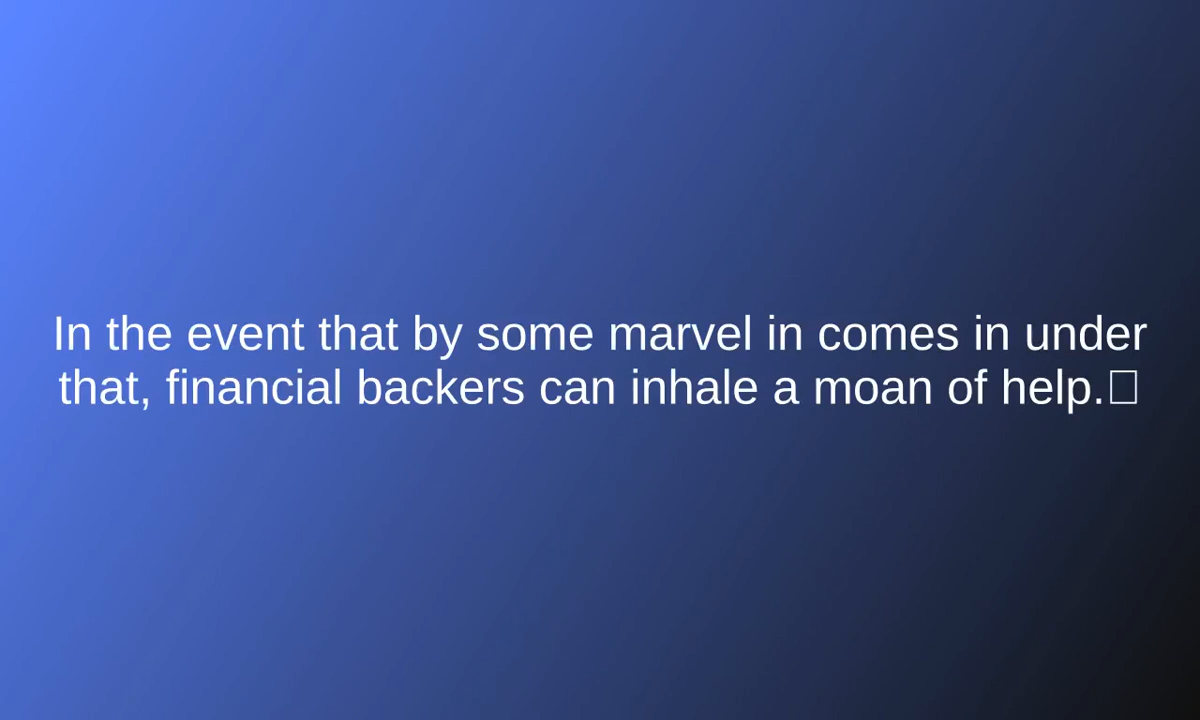 In the event that by some marvel in comes in under
that, financial backers can inhale a moan of help.